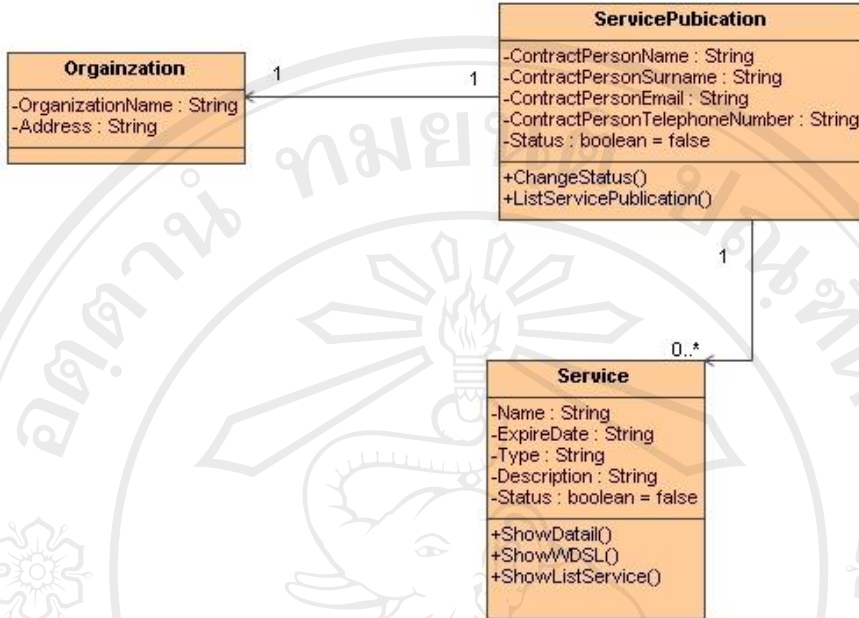 Orgainzation
-OrganizationName : String
-Address : String
1
1
ServicePubication
-ContractPersonName : String
-ContractPersonSurname : String
-ContractPersonEmail : String
-ContractPersonTelephoneNumber : String
-Status : boolean = false
+ChangeStatus()
+ListServicePublication()
1
0..*
Service
-Name : String
-ExpireDate : String
-Type : String
-Description : String
-Status : boolean = false
+ShowDatail()
+ShowWDSL()
+ShowListService()